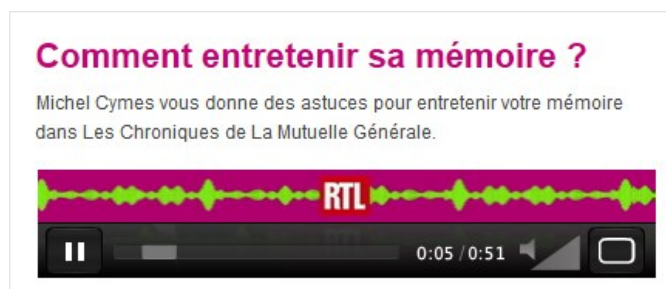 Comment entretenir sa mémoire ?
Michel Cymes vous donne des astuces pour entretenir votre mémoire
dans Les Chroniques de La Mutuelle Générale.
RTL
0:05 / 0:51